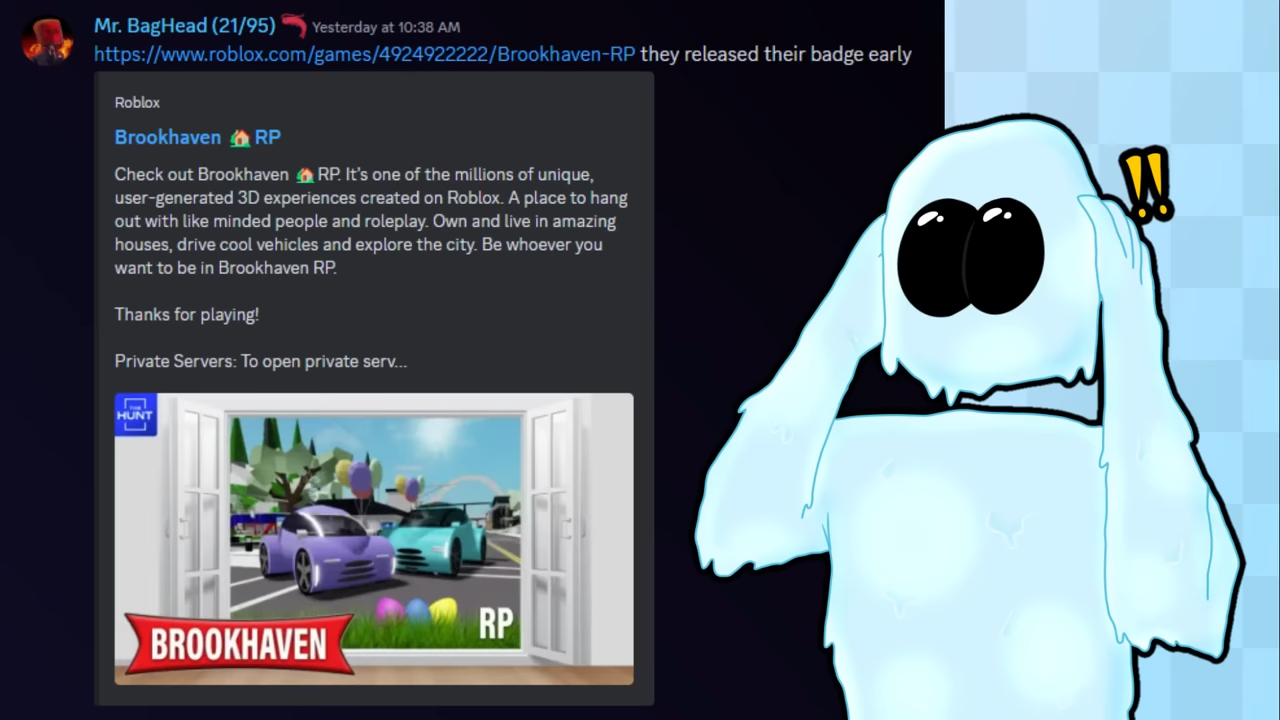 Mr. BagHead (21/95) Yesterday at 10:38 AM
https://www.roblox.com/games/4924922222/Brookhaven-RP they released their badge early
Roblox
Brookhaven 🏡 RP
Check out Brookhaven 🏡 RP. It's one of the millions of unique,
user-generated 3D experiences created on Roblox. A place to hang
out with like minded people and roleplay. Own and live in amazing
houses, drive cool vehicles and explore the city. Be whoever you
want to be in Brookhaven RP.
Thanks for playing!
Private Servers: To open private serv...
THE
HUNT
BROOKHAVEN
RP
!!